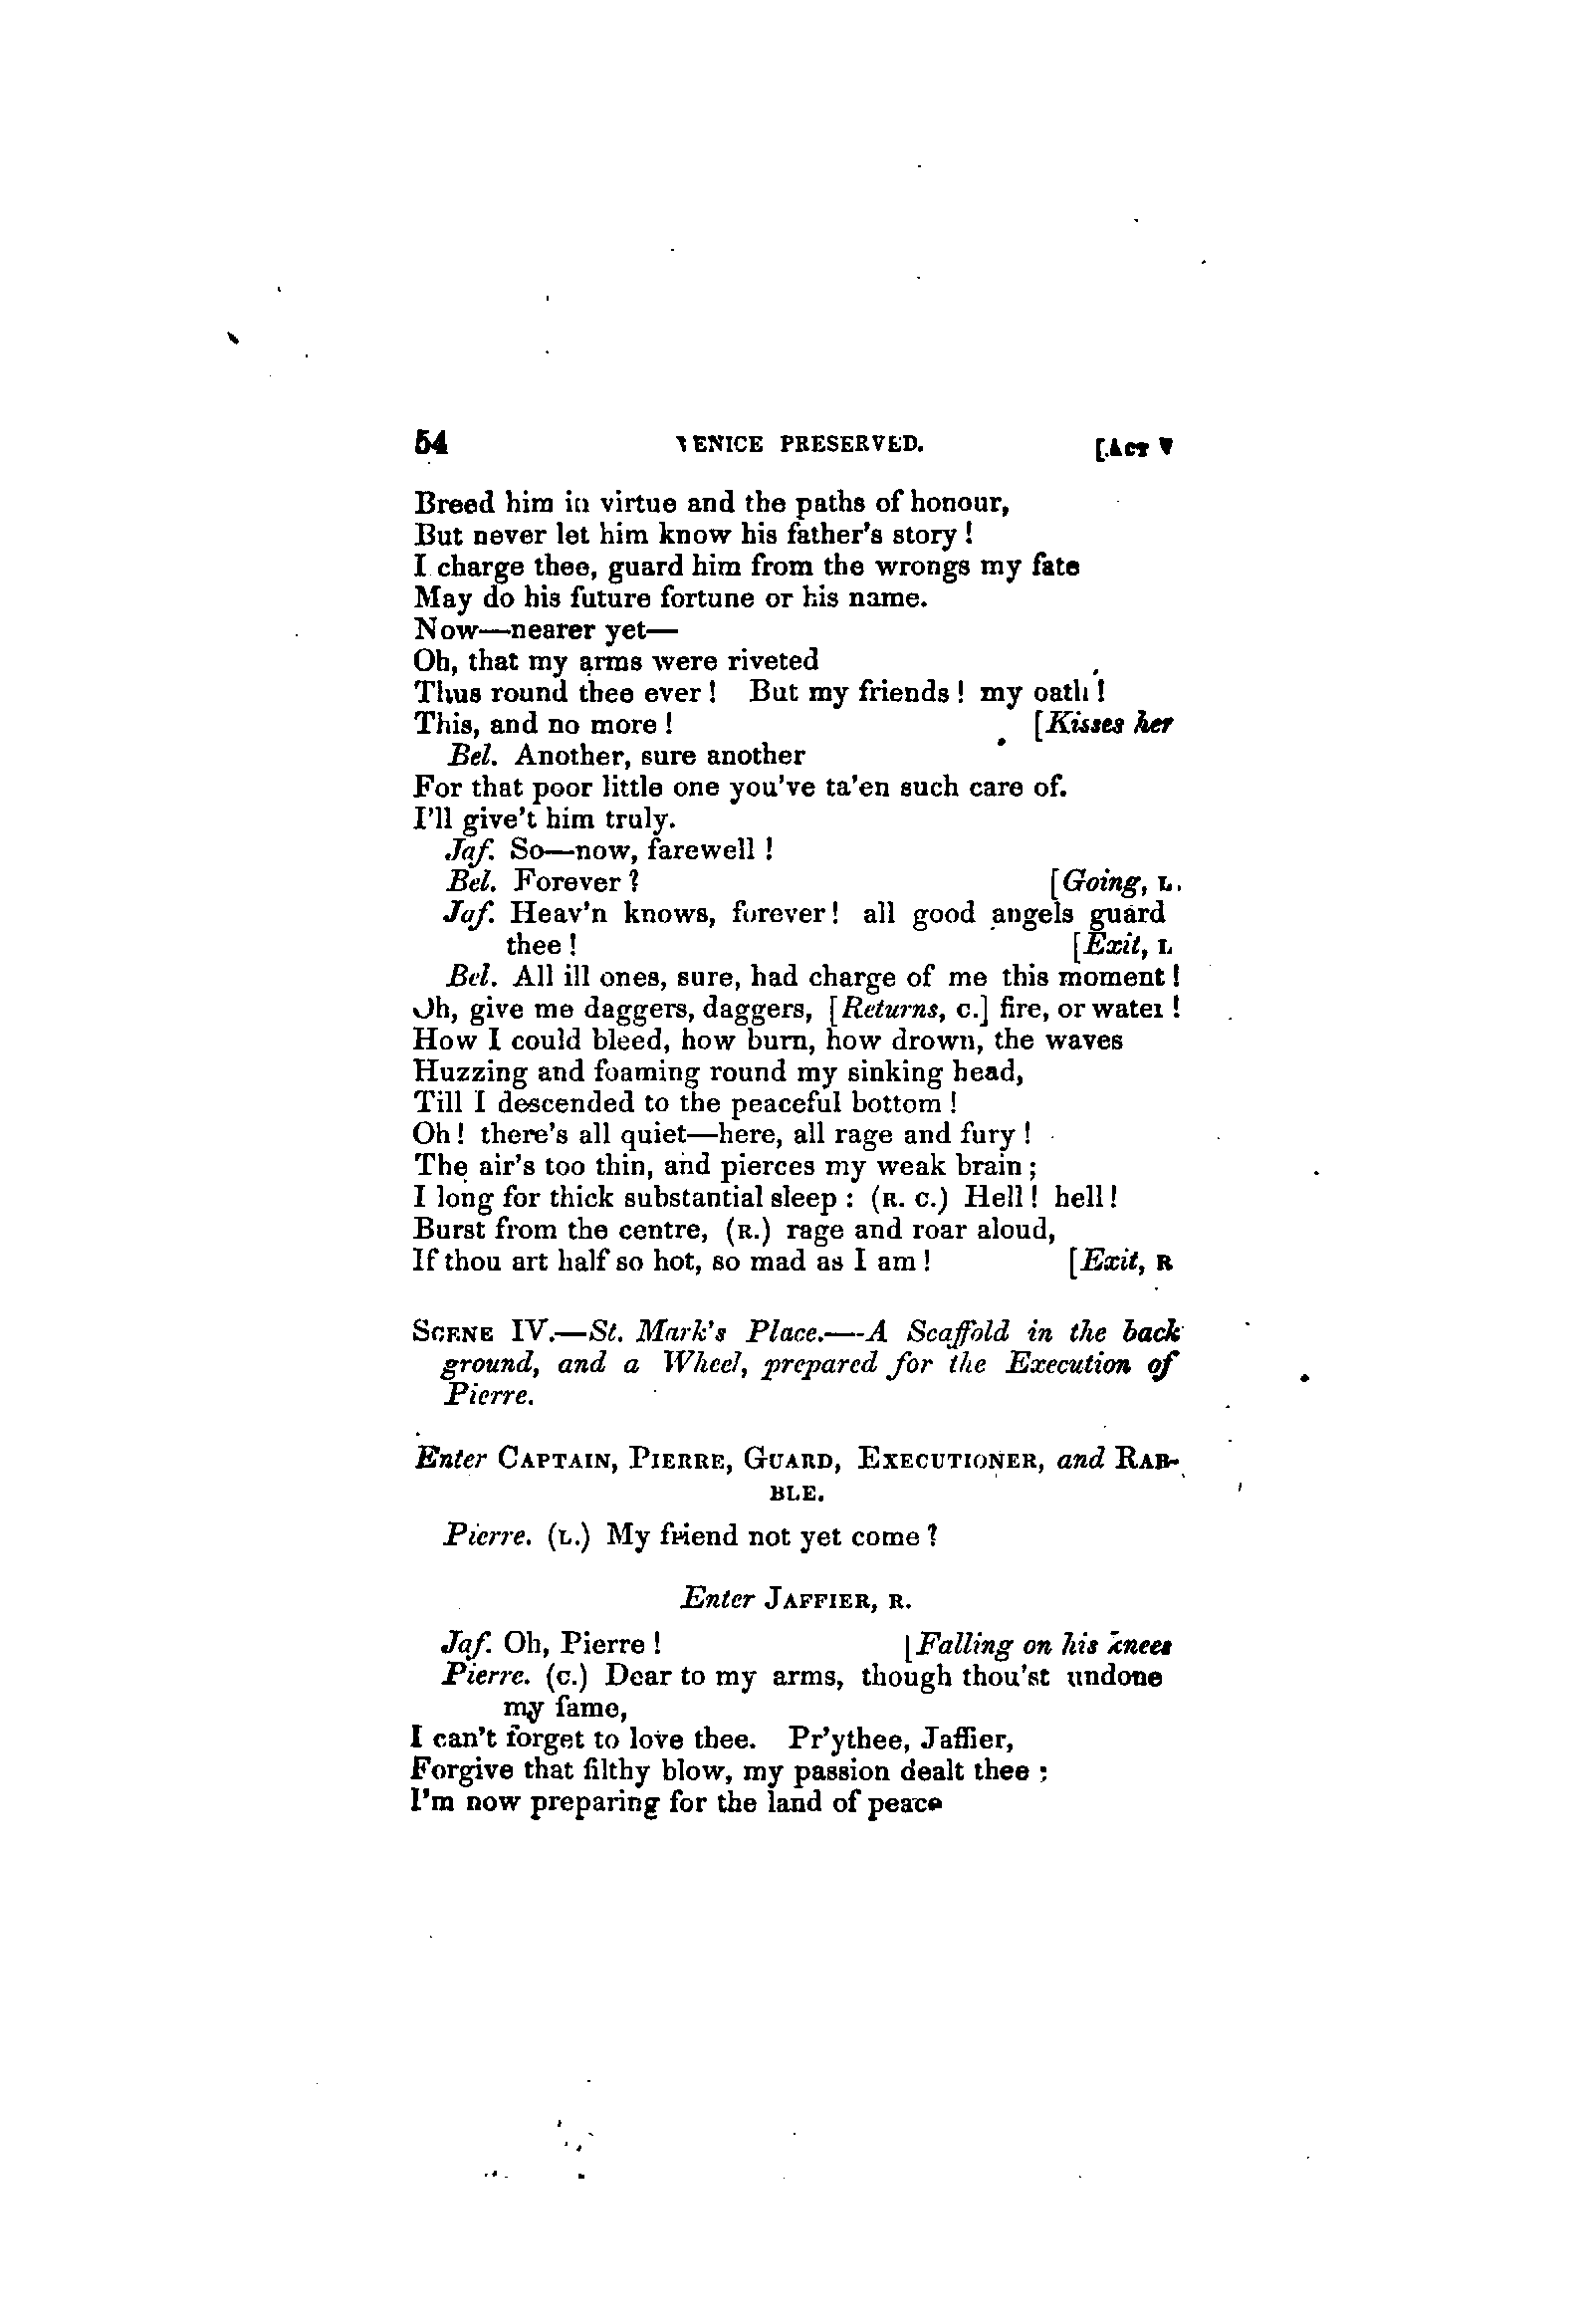 54 VENICE PRESERVED. [Act V
Breed him in virtue and the paths of honour,
But never let him know his father's story!
I charge thee, guard him from the wrongs my fate
May do his future fortune or his name.
Now—nearer yet—
Oh, that my arms were riveted
Thus round thee ever! But my friends! my oath!
This, and no more! [Kisses her
Bel. Another, sure another
For that poor little one you've ta'en such care of.
I'll give't him truly.
Jaf. So—now, farewell!
Bel. Forever? [Going, L.
Jaf. Heav'n knows, forever! all good angels guard
thee! [Exit, L
Bel. All ill ones, sure, had charge of me this moment!
Oh, give me daggers, daggers, [Returns, C.] fire, or water!
How I could bleed, how burn, how drown, the waves
Huzzing and foaming round my sinking head,
Till I descended to the peaceful bottom!
Oh! there's all quiet—here, all rage and fury!
The air's too thin, and pierces my weak brain;
I long for thick substantial sleep: (R. C.) Hell! hell!
Burst from the centre, (R.) rage and roar aloud,
If thou art half so hot, so mad as I am! [Exit, R
SCENE IV.—St. Mark's Place.—A Scaffold in the back
ground, and a Wheel, prepared for the Execution of
Pierre.
Enter CAPTAIN, PIERRE, GUARD, EXECUTIONER, and RAB-
BLE.
Pierre. (L.) My friend not yet come?
Enter JAFFIER, R.
Jaf. Oh, Pierre! [Falling on his knees
Pierre. (C.) Dear to my arms, though thou'st undone
my fame,
I can't forget to love thee. Pr'ythee, Jaffier,
Forgive that filthy blow, my passion dealt thee;
I'm now preparing for the land of peace